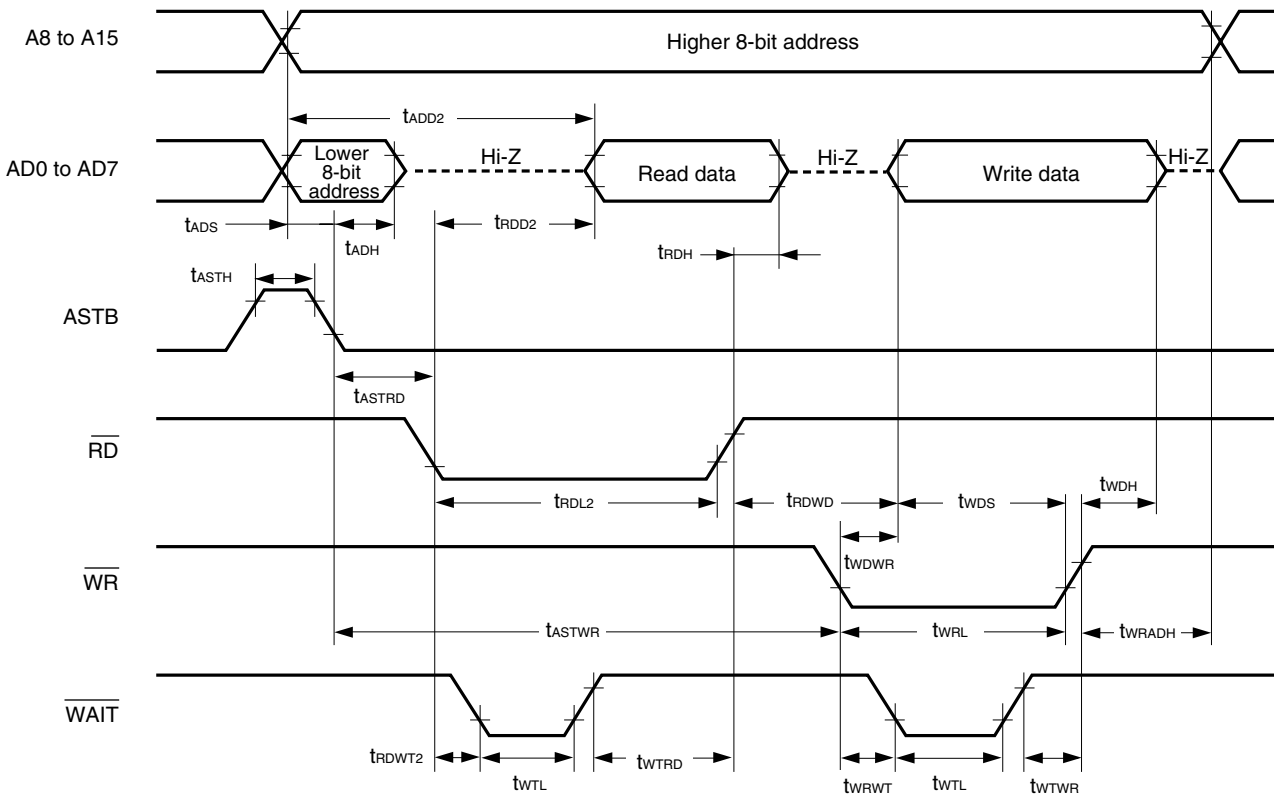 A8 to A15
Higher 8-bit address
tADD2
AD0 to AD7
Lower
8-bit
address
Hi-Z
Read data
Hi-Z
Write data
Hi-Z
tADS
tADH
tRDD2
tRDH
tASTH
ASTB
tASTRD
RD
tRDL2
tRDWD
tWDS
tWDH
tWDWR
WR
tASTWR
tWRL
tWRADH
WAIT
tRDWT2
tWTL
tWTRD
tWRWT
tWTL
tWTWR